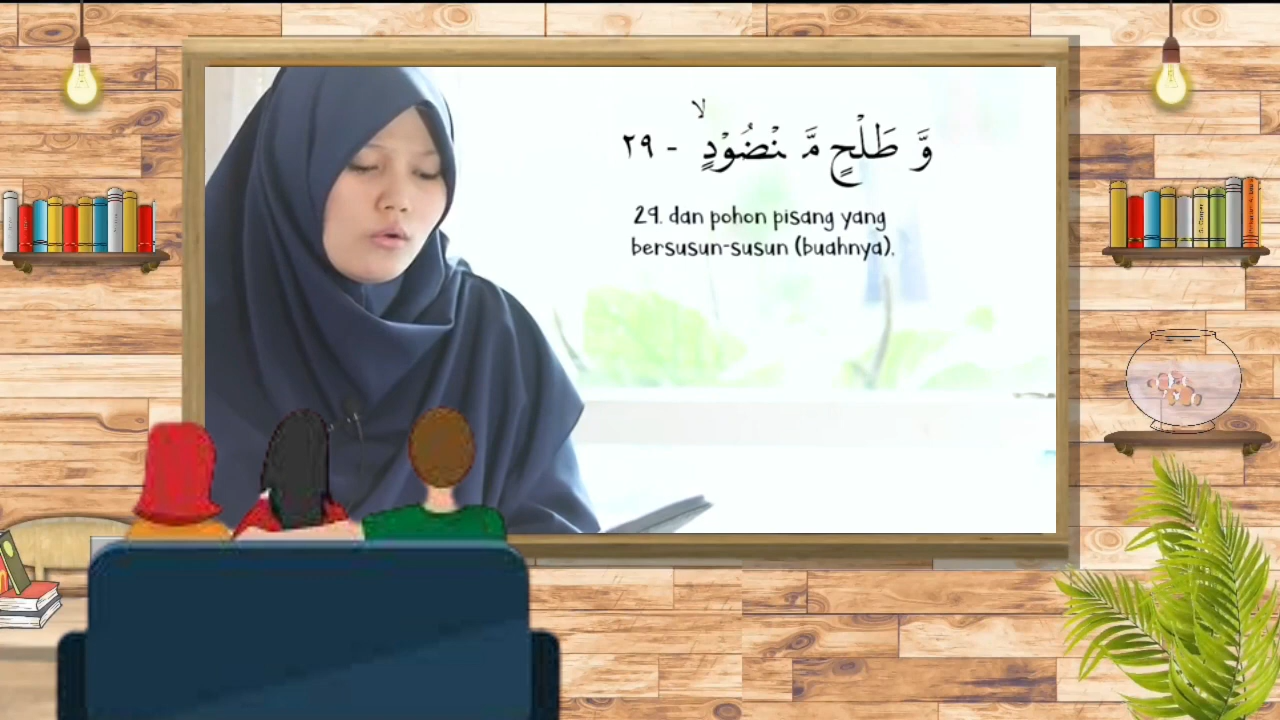 وَّ طَلْحٍ مَّ نْضُوْدٍ ۙ - ٢٩
29. dan pohon pisang yang
bersusun-susun (buahnya).